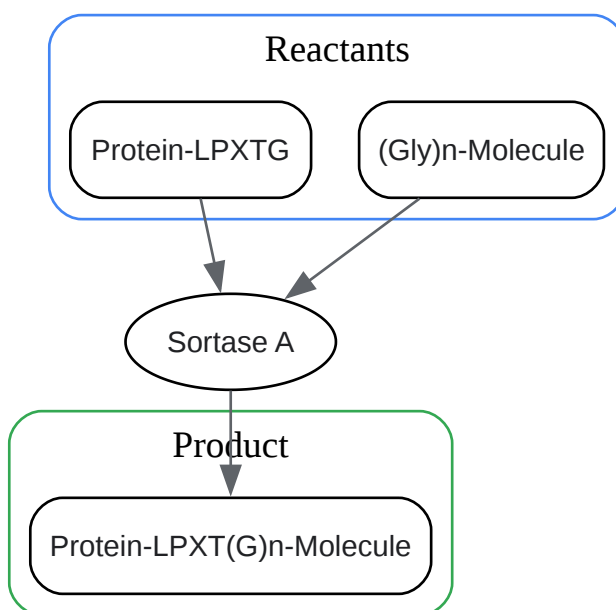 Reactants
Protein-LPXTG
(Gly)n-Molecule
Sortase A
Product
Protein-LPXT(G)n-Molecule